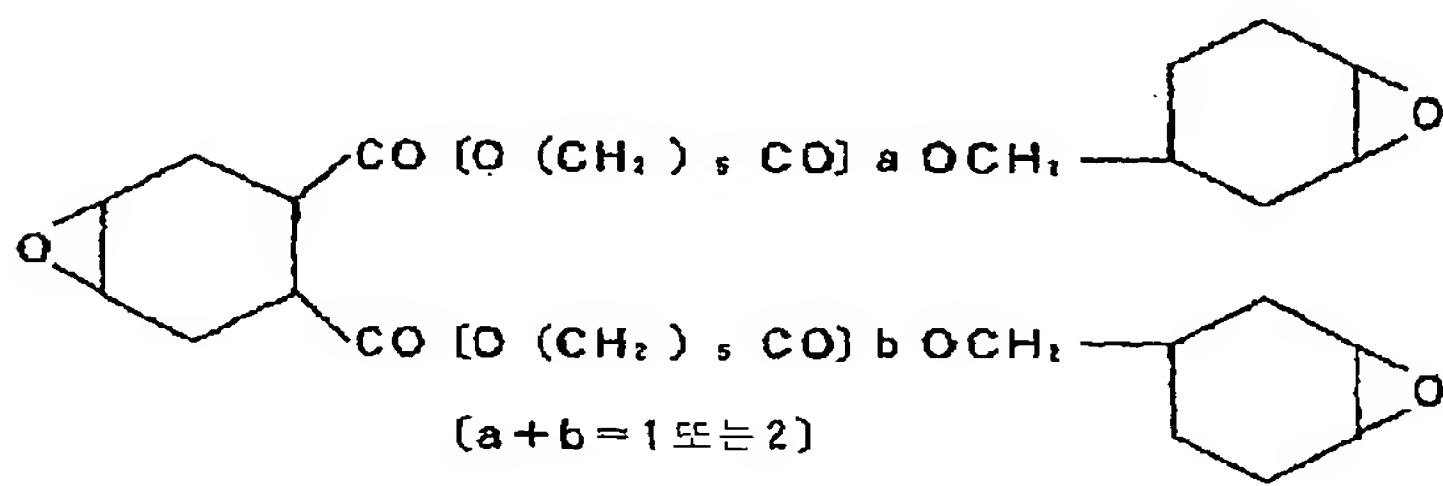 O
CO [O (CH₂)₅ CO] a OCH₂
O
CO [O (CH₂)₅ CO] b OCH₂
O
[a+b=1 또는 2]